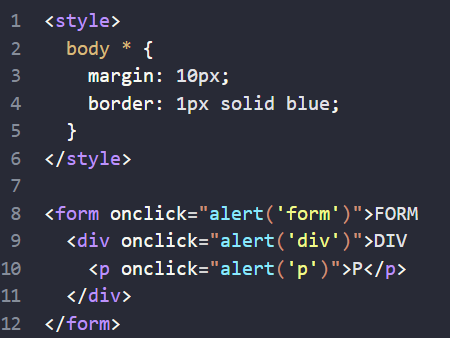 1 <style>
2   body * {
3     margin: 10px;
4     border: 1px solid blue;
5   }
6 </style>
7
8 <form onclick="alert('form')">FORM
9   <div onclick="alert('div')">DIV
10     <p onclick="alert('p')">P</p>
11   </div>
12 </form>